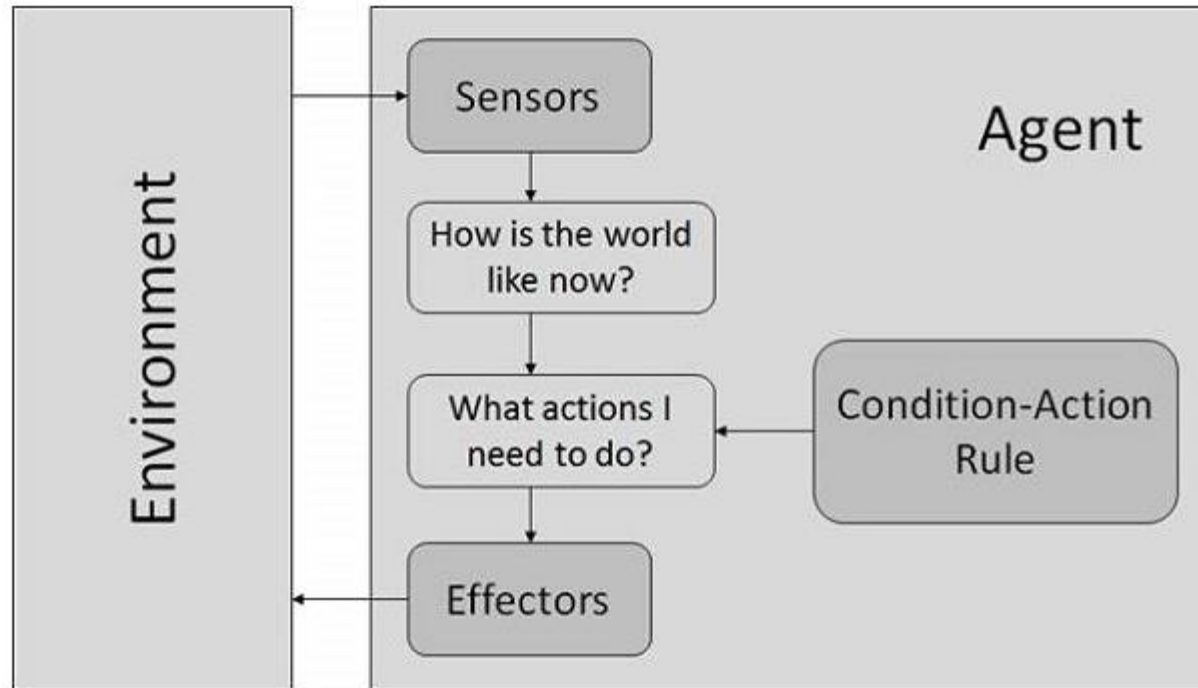 Environment
Sensors
Agent
How is the world
like now?
What actions I
need to do?
Condition-Action
Rule
Effectors